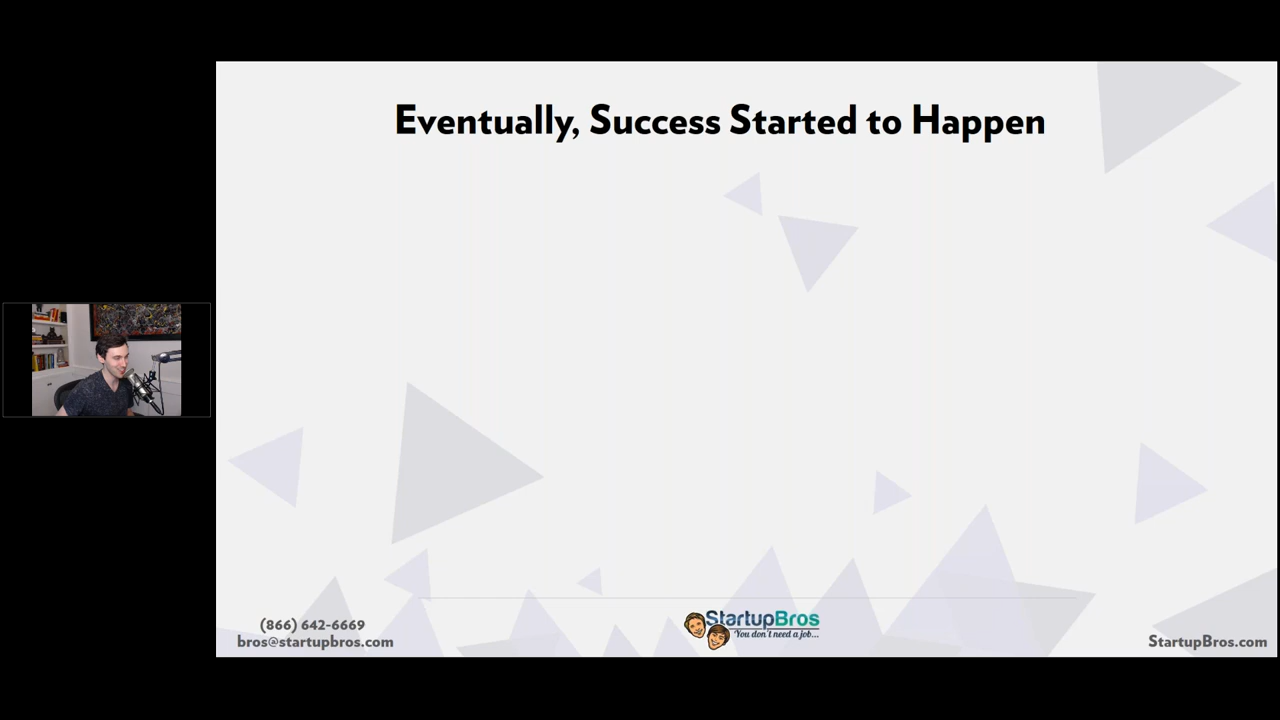 Eventually, Success Started to Happen
(866) 642-6669
bros@startupbros.com
StartupBros
You don't need a job...
StartupBros.com